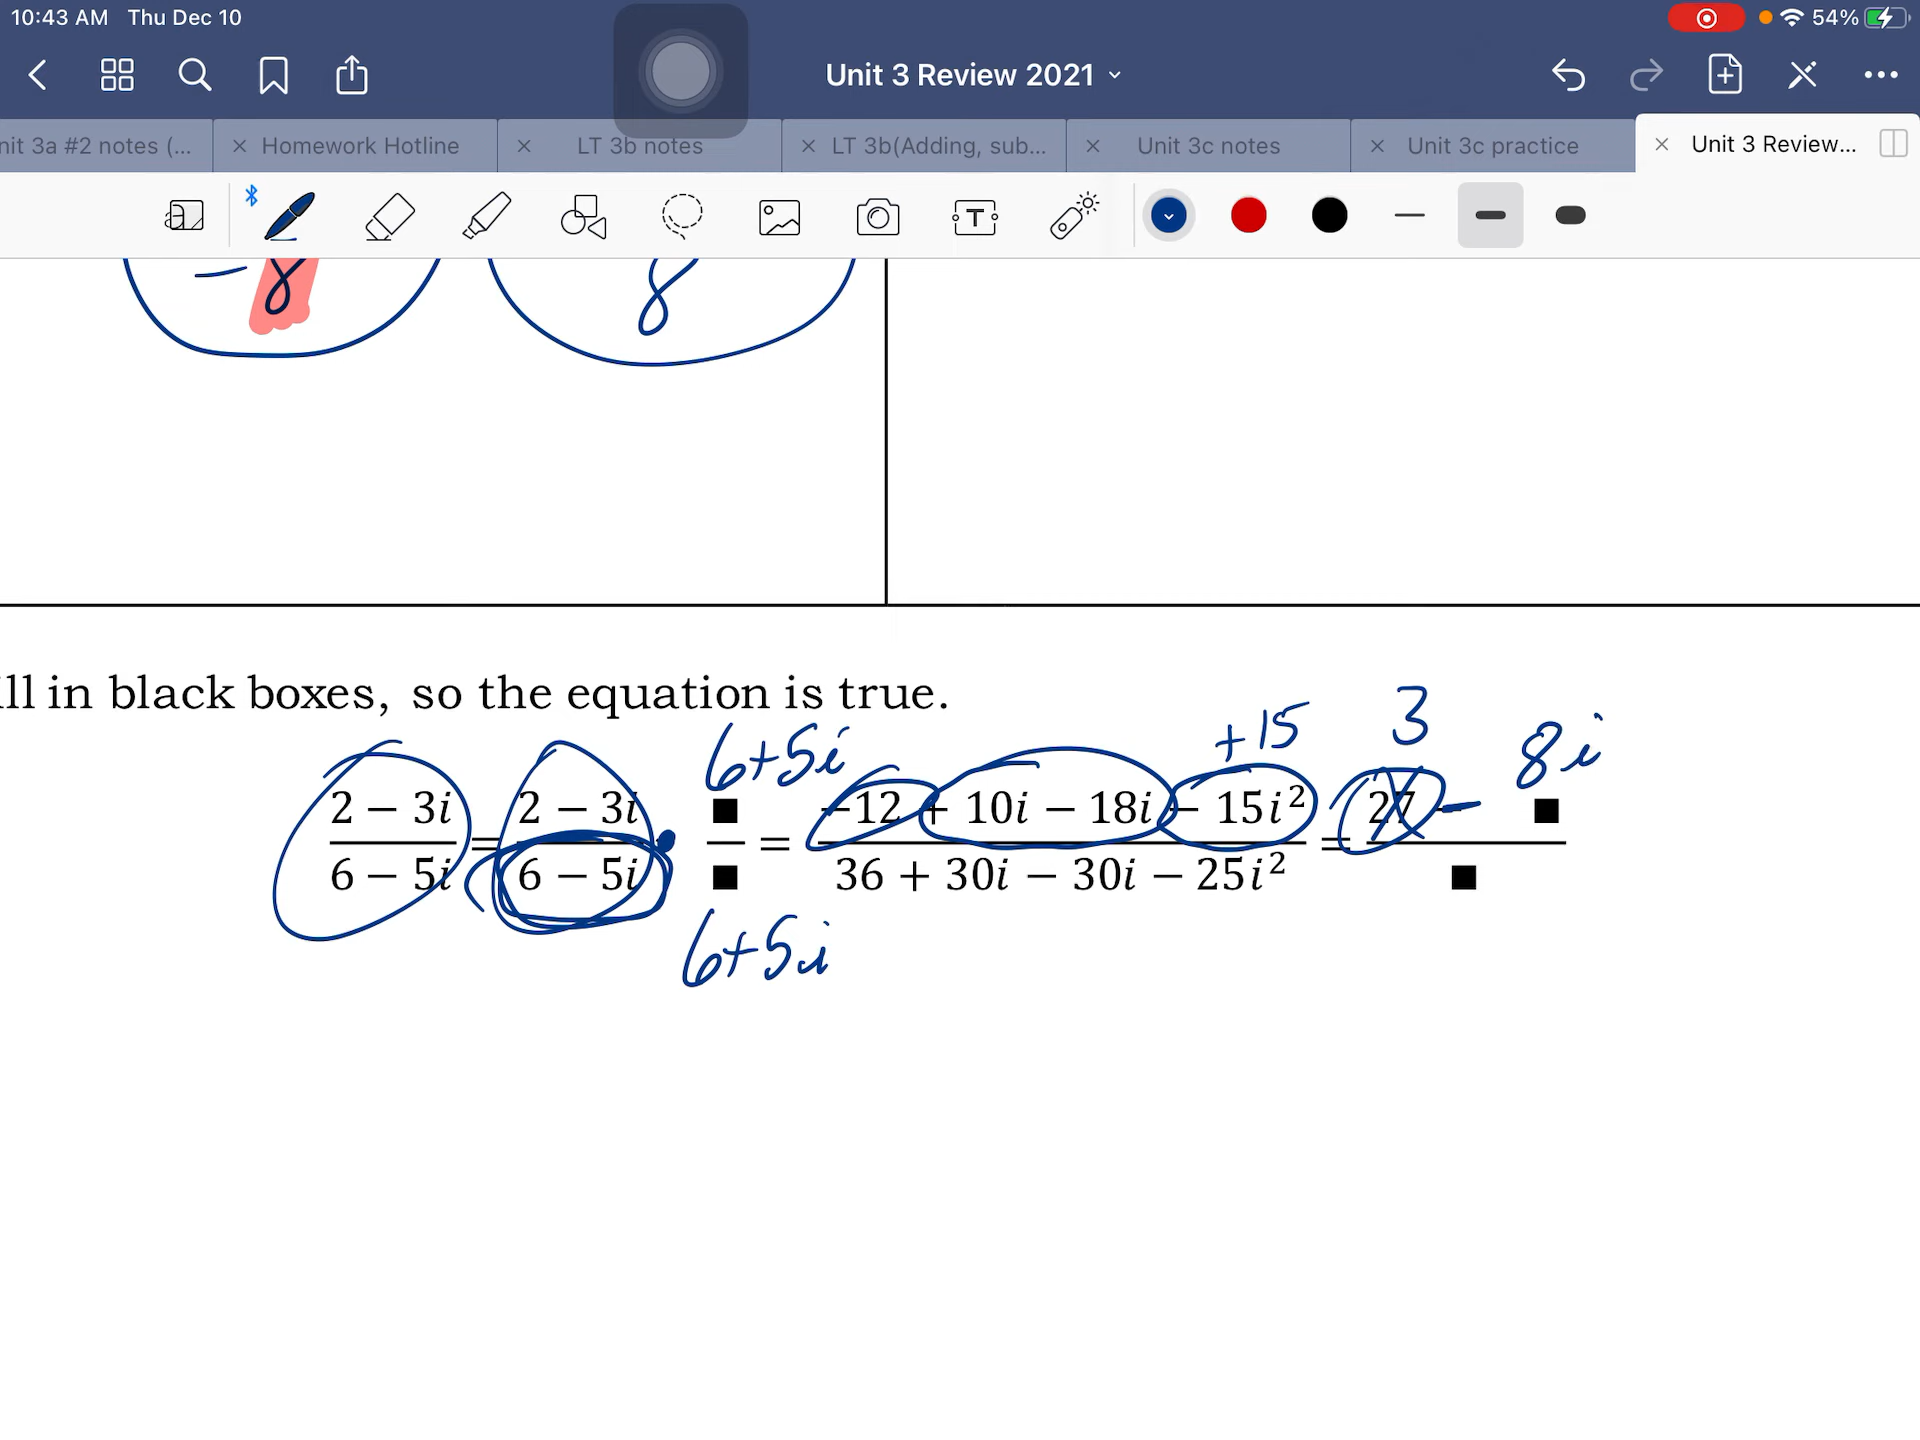 10:43 AM Thu Dec 10 54%
Unit 3 Review 2021
nit 3a #2 notes (... Homework Hotline LT 3b notes LT 3b(Adding, sub... Unit 3c notes Unit 3c practice Unit 3 Review...
a T
-8 8
ill in black boxes, so the equation is true.
6+5i +15 3 8i
2 − 3i 2 − 3i ■ −12 + 10i − 18i − 15i² 27 − ■
= • = =
6 − 5i 6 − 5i ■ 36 + 30i − 30i − 25i² ■
6+5i